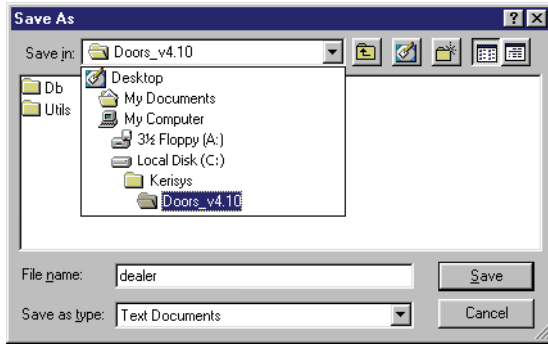 Save As
Save in: Doors_v4.10
Db
Utils
Desktop
My Documents
My Computer
3½ Floppy (A:)
Local Disk (C:)
Kerisys
Doors_v4.10
File name: dealer Save
Save as type: Text Documents Cancel